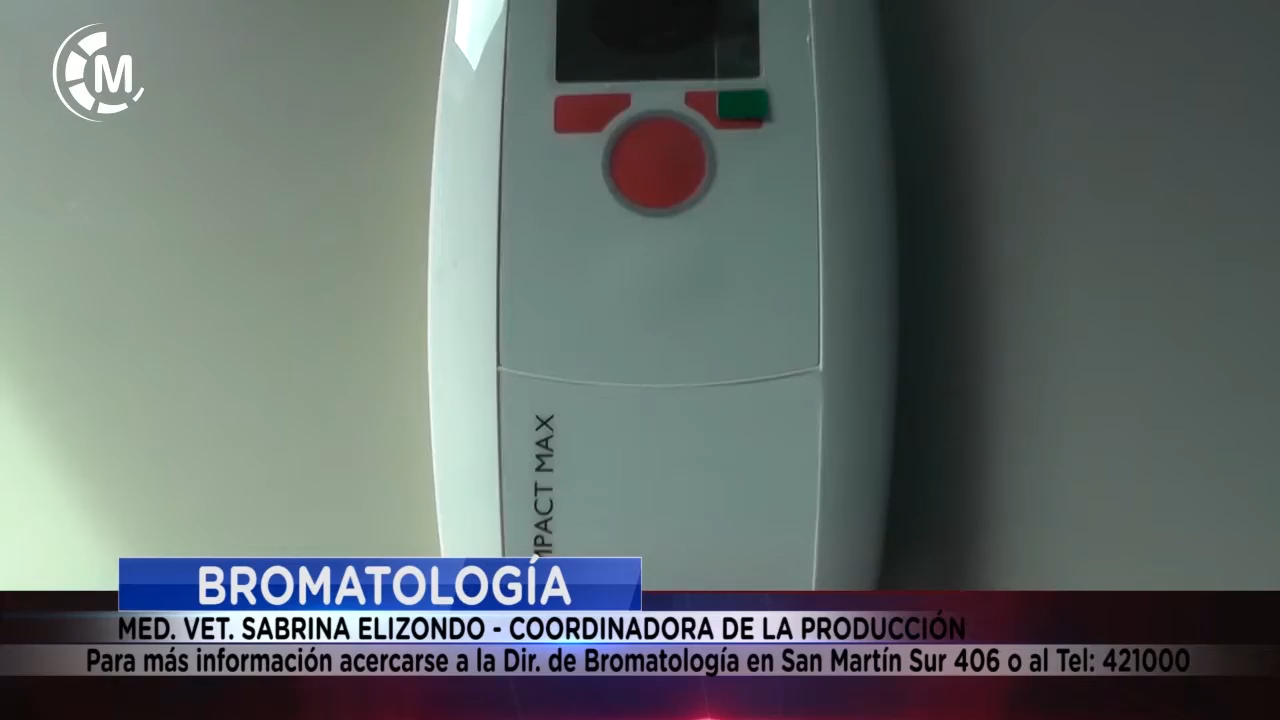 M
MPACT MAX
BROMATOLOGÍA
MED. VET. SABRINA ELIZONDO - COORDINADORA DE LA PRODUCCIÓN
Para más información acercarse a la Dir. de Bromatología en San Martín Sur 406 o al Tel: 421000